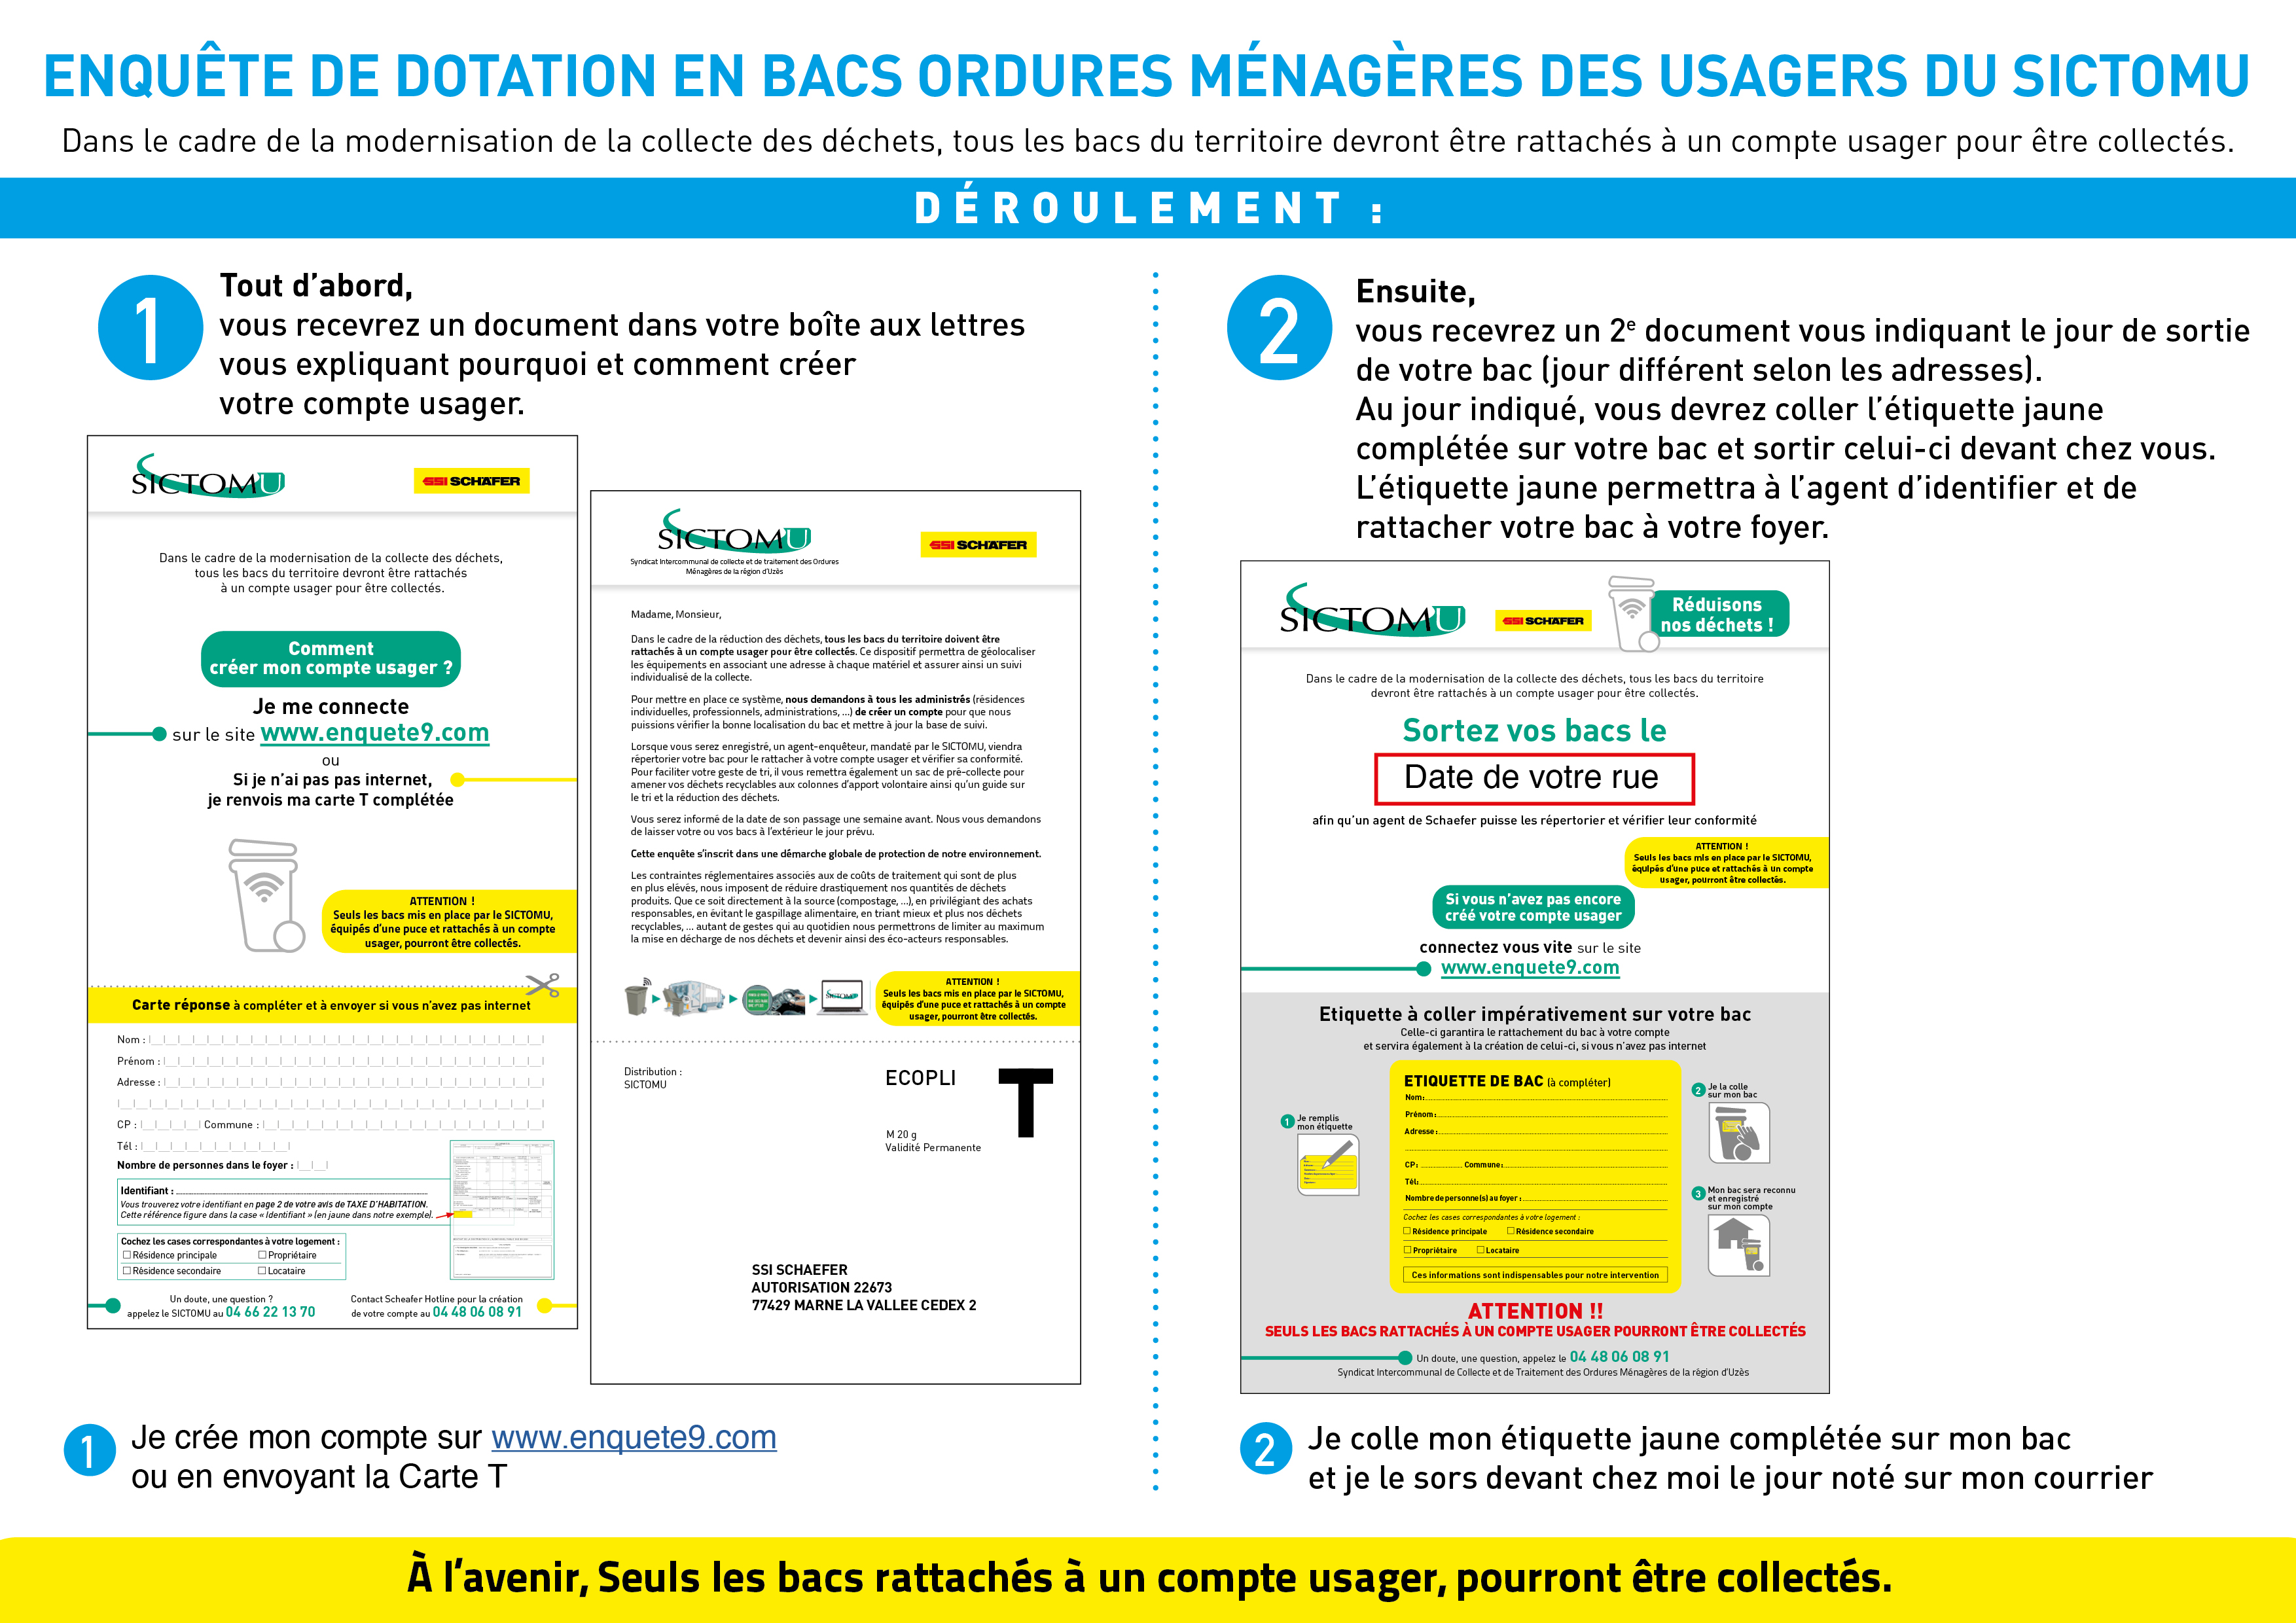 ENQUÊTE DE DOTATION EN BACS ORDURES MÉNAGÈRES DES USAGERS DU SICTOMU
Dans le cadre de la modernisation de la collecte des déchets, tous les bacs du territoire devront être rattachés à un compte usager pour être collectés.
DÉROULEMENT :
1
Tout d'abord,
vous recevrez un document dans votre boîte aux lettres
vous expliquant pourquoi et comment créer
votre compte usager.
SICTOMU
SSI SCHÄFER
Dans le cadre de la modernisation de la collecte des déchets,
tous les bacs du territoire devront être rattachés
à un compte usager pour être collectés.
Comment
créer mon compte usager ?
Je me connecte
sur le site www.enquete9.com
ou
Si je n'ai pas pas internet,
je renvois ma carte T complétée
ATTENTION !
Seuls les bacs mis en place par le SICTOMU,
équipés d'une puce et rattachés à un compte
usager, pourront être collectés.
Carte réponse à compléter et à envoyer si vous n'avez pas internet
Nom :
Prénom :
Adresse :
CP : Commune :
Tél :
Nombre de personnes dans le foyer :
Identifiant :
Vous trouverez votre identifiant en page 2 de votre avis de TAXE D'HABITATION.
Cette référence figure dans la case « Identifiant » (en jaune dans notre exemple).
Cochez les cases correspondantes à votre logement :
Résidence principale Propriétaire
Résidence secondaire Locataire
Un doute, une question ?
appelez le SICTOMU au 04 66 22 13 70
Contact Scheafer Hotline pour la création
de votre compte au 04 48 06 08 91
SICTOMU
Syndicat Intercommunal de collecte et de traitement des Ordures
Ménagères de la région d'Uzès
SSI SCHÄFER
Madame, Monsieur,
Dans le cadre de la réduction des déchets, tous les bacs du territoire doivent être
rattachés à un compte usager pour être collectés. Ce dispositif permettra de géolocaliser
les équipements en associant une adresse à chaque matériel et assurer ainsi un suivi
individualisé de la collecte.
Pour mettre en place ce système, nous demandons à tous les administrés (résidences
individuelles, professionnels, administrations, ...) de créer un compte pour que nous
puissions vérifier la bonne localisation du bac et mettre à jour la base de suivi.
Lorsque vous serez enregistré, un agent-enquêteur, mandaté par le SICTOMU, viendra
répertorier votre bac pour le rattacher à votre compte usager et vérifier sa conformité.
Pour faciliter votre geste de tri, il vous remettra également un sac de pré-collecte pour
amener vos déchets recyclables aux colonnes d'apport volontaire ainsi qu'un guide sur
le tri et la réduction des déchets.
Vous serez informé de la date de son passage une semaine avant. Nous vous demandons
de laisser votre ou vos bacs à l'extérieur le jour prévu.
Cette enquête s'inscrit dans une démarche globale de protection de notre environnement.
Les contraintes réglementaires associés aux de coûts de traitement qui sont de plus
en plus élevés, nous imposent de réduire drastiquement nos quantités de déchets
produits. Que ce soit directement à la source (compostage, ...), en privilégiant des achats
responsables, en évitant le gaspillage alimentaire, en triant mieux et plus nos déchets
recyclables, ... autant de gestes qui au quotidien nous permettrons de limiter au maximum
la mise en décharge de nos déchets et devenir ainsi des éco-acteurs responsables.
SICTOMU
ATTENTION !
Seuls les bacs mis en place par le SICTOMU,
équipés d'une puce et rattachés à un compte
usager, pourront être collectés.
Distribution :
SICTOMU
ECOPLI
T
M 20 g
Validité Permanente
SSI SCHAEFER
AUTORISATION 22673
77429 MARNE LA VALLEE CEDEX 2
1
Je crée mon compte sur www.enquete9.com
ou en envoyant la Carte T
2
Ensuite,
vous recevrez un 2e document vous indiquant le jour de sortie
de votre bac (jour différent selon les adresses).
Au jour indiqué, vous devrez coller l'étiquette jaune
complétée sur votre bac et sortir celui-ci devant chez vous.
L'étiquette jaune permettra à l'agent d'identifier et de
rattacher votre bac à votre foyer.
SICTOMU
SSI SCHÄFER
Réduisons
nos déchets !
Dans le cadre de la modernisation de la collecte des déchets, tous les bacs du territoire
devront être rattachés à un compte usager pour être collectés.
Sortez vos bacs le
Date de votre rue
afin qu'un agent de Schaefer puisse les répertorier et vérifier leur conformité
ATTENTION !
Seuls les bacs mis en place par le SICTOMU,
équipés d'une puce et rattachés à un compte
usager, pourront être collectés.
Si vous n'avez pas encore
créé votre compte usager
connectez vous vite sur le site
www.enquete9.com
Etiquette à coller impérativement sur votre bac
Celle-ci garantira le rattachement du bac à votre compte
et servira également à la création de celui-ci, si vous n'avez pas internet
1 Je remplis
mon étiquette
ETIQUETTE DE BAC (à compléter)
Nom:
Prénom:
Adresse:
CP: Commune:
Tél:
Nombre de personne(s) au foyer :
Cochez les cases correspondantes à votre logement :
Résidence principale Résidence secondaire
Propriétaire Locataire
Ces informations sont indispensables pour notre intervention
2 Je la colle
sur mon bac
3 Mon bac sera reconnu
et enregistré
sur mon compte
ATTENTION !!
SEULS LES BACS RATTACHÉS À UN COMPTE USAGER POURRONT ÊTRE COLLECTÉS
Un doute, une question, appelez le 04 48 06 08 91
Syndicat Intercommunal de Collecte et de Traitement des Ordures Ménagères de la région d'Uzès
2
Je colle mon étiquette jaune complétée sur mon bac
et je le sors devant chez moi le jour noté sur mon courrier
À l'avenir, Seuls les bacs rattachés à un compte usager, pourront être collectés.